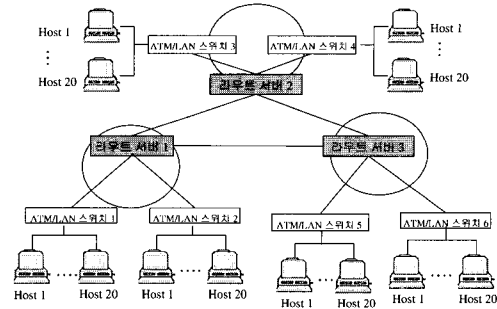 Host 1
Host 20
ATM/LAN 스위치 3
ATM/LAN 스위치 4
Host 1
Host 20
라우트 서버 2
라우트 서버 1
라우트 서버 3
ATM/LAN 스위치 1
ATM/LAN 스위치 2
ATM/LAN 스위치 5
ATM/LAN 스위치 6
Host 1
Host 20
Host 1
Host 20
Host 1
Host 20
Host 1
Host 20